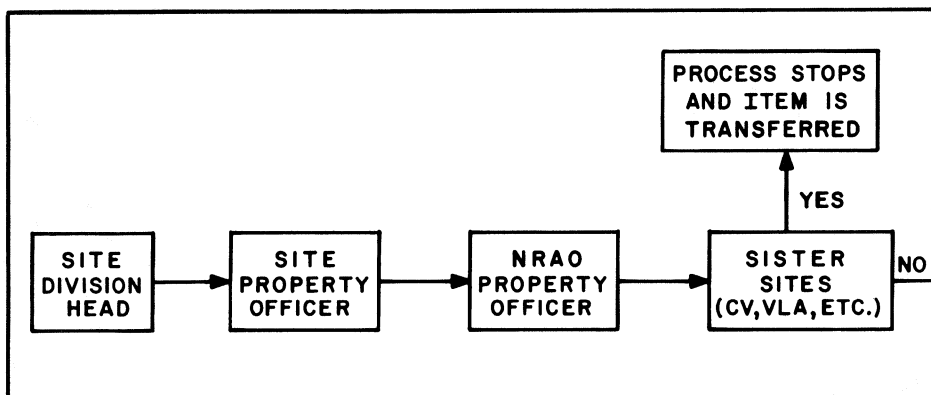 PROCESS STOPS
AND ITEM IS
TRANSFERRED
YES
SITE
DIVISION
HEAD
SITE
PROPERTY
OFFICER
NRAO
PROPERTY
OFFICER
SISTER
SITES
(CV,VLA,ETC.)
NO